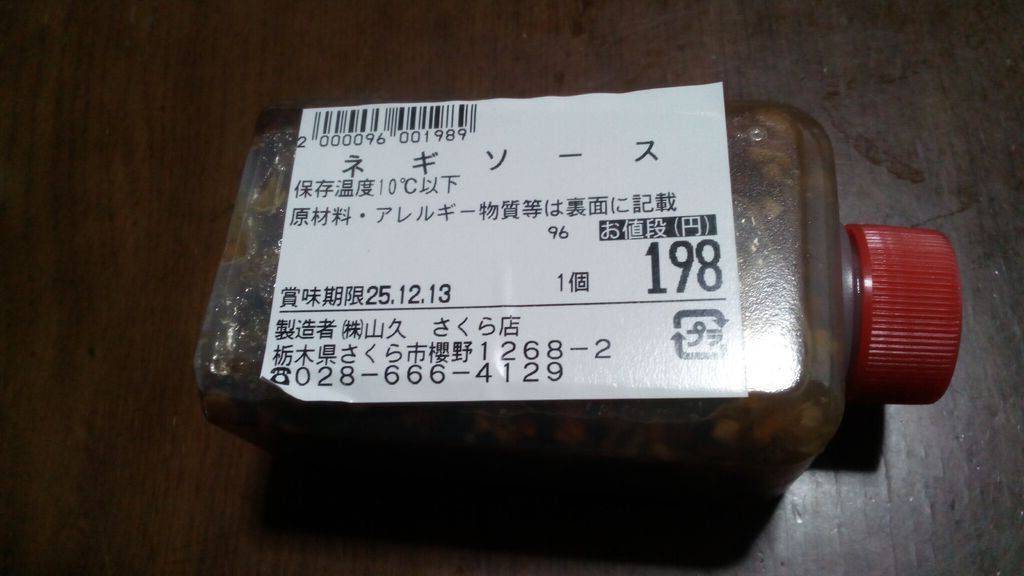 2 000096 001989
ネギソース
保存温度10℃以下
原材料・アレルギー物質等は裏面に記載
96 お値段(円)
1個 198
賞味期限25.12.13
製造者㈱山久 さくら店
栃木県さくら市櫻野1268-2
☎028-666-4129
プラ